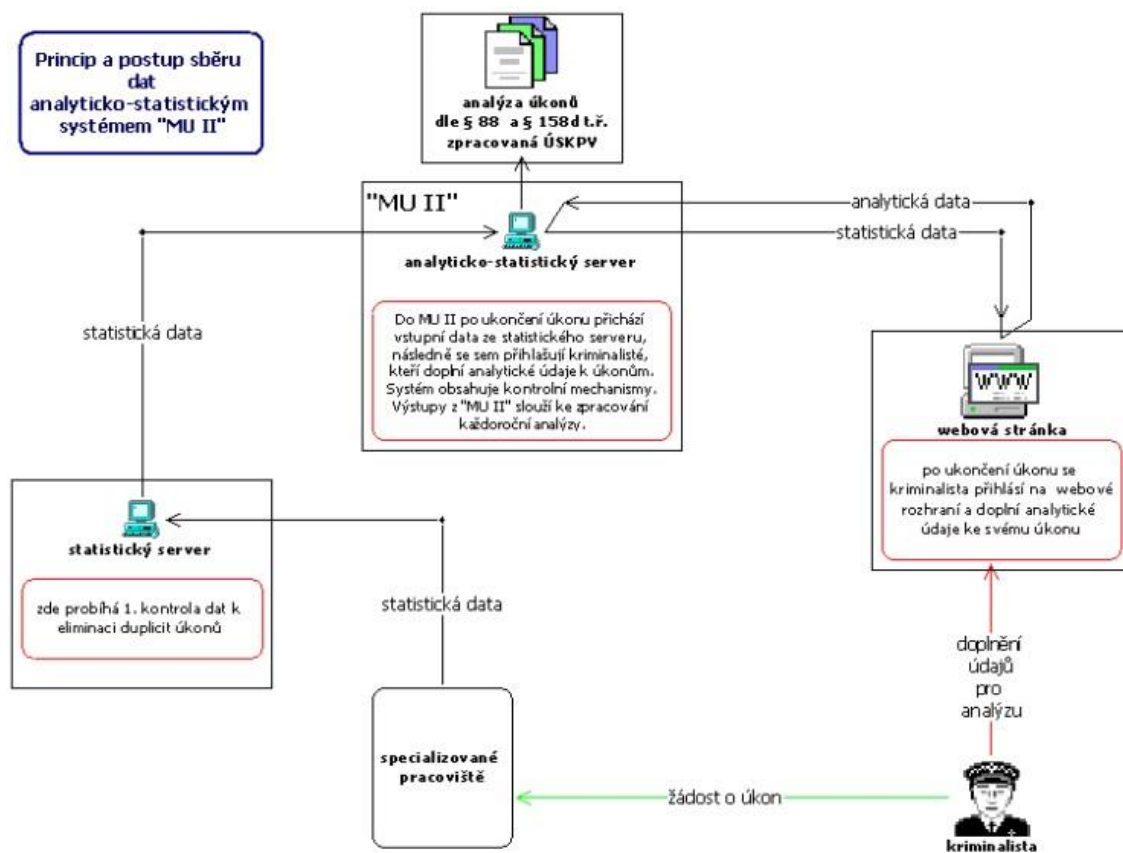 Princip a postup sběru
dat
analyticko-statistickým
systémem "MU II"
analýza úkonů
dle § 88 a § 158d t.ř.
zpracovaná ÚSKPV
"MU II"
analyticko-statistický server
Do MU II po ukončení úkonu přichází
vstupní data ze statistického serveru,
následně se sem přihlašují kriminalisté,
kteří doplní analytické údaje k úkonům.
Systém obsahuje kontrolní mechanismy.
Výstupy z "MU II" slouží ke zpracování
každoroční analýzy.
analytická data
statistická data
statistická data
WWW
webová stránka
po ukončení úkonu se
kriminalista přihlásí na webové
rozhraní a doplní analytické
údaje ke svému úkonu
statistický server
zde probíhá 1. kontrola dat k
eliminaci duplicit úkonů
statistická data
doplnění
údajů
pro
analýzu
specializované
pracoviště
žádost o úkon
kriminalista